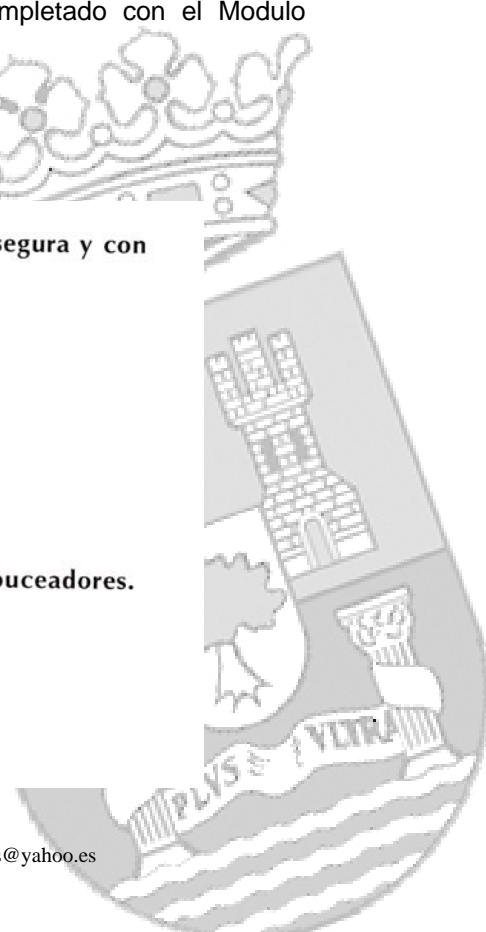 mpletado con el Modulo
segura y con
buceadores.
PLVS VLTRA
s@yahoo.es